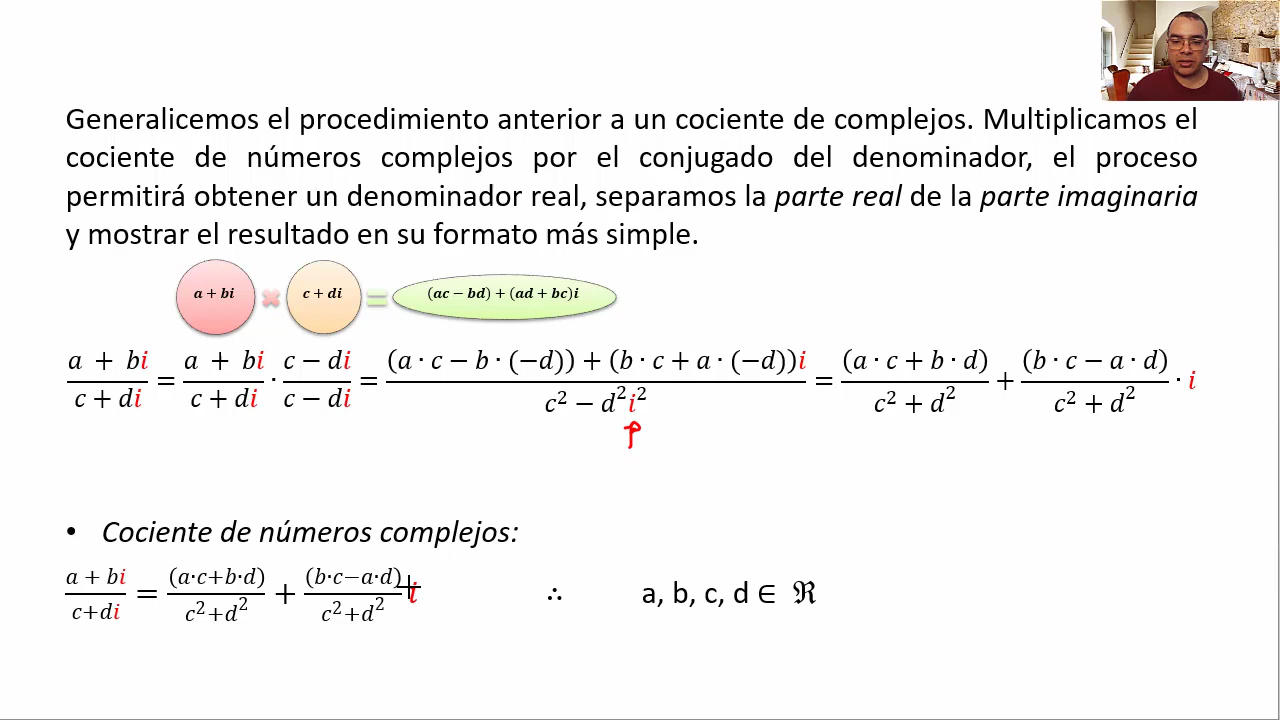 Generalicemos el procedimiento anterior a un cociente de complejos. Multiplicamos el
cociente de números complejos por el conjugado del denominador, el proceso
permitirá obtener un denominador real, separamos la parte real de la parte imaginaria
y mostrar el resultado en su formato más simple.
a + bi × c + di = (ac − bd) + (ad + bc)i
(a + bi)/(c + di) = (a + bi)/(c + di) · (c − di)/(c − di) = ((a · c − b · (−d)) + (b · c + a · (−d))i)/(c² − d²i²) = (a · c + b · d)/(c² + d²) + (b · c − a · d)/(c² + d²) · i
• Cociente de números complejos:
(a + bi)/(c+di) = (a·c+b·d)/(c²+d²) + (b·c−a·d)/(c²+d²) i ∴ a, b, c, d ∈ ℜ